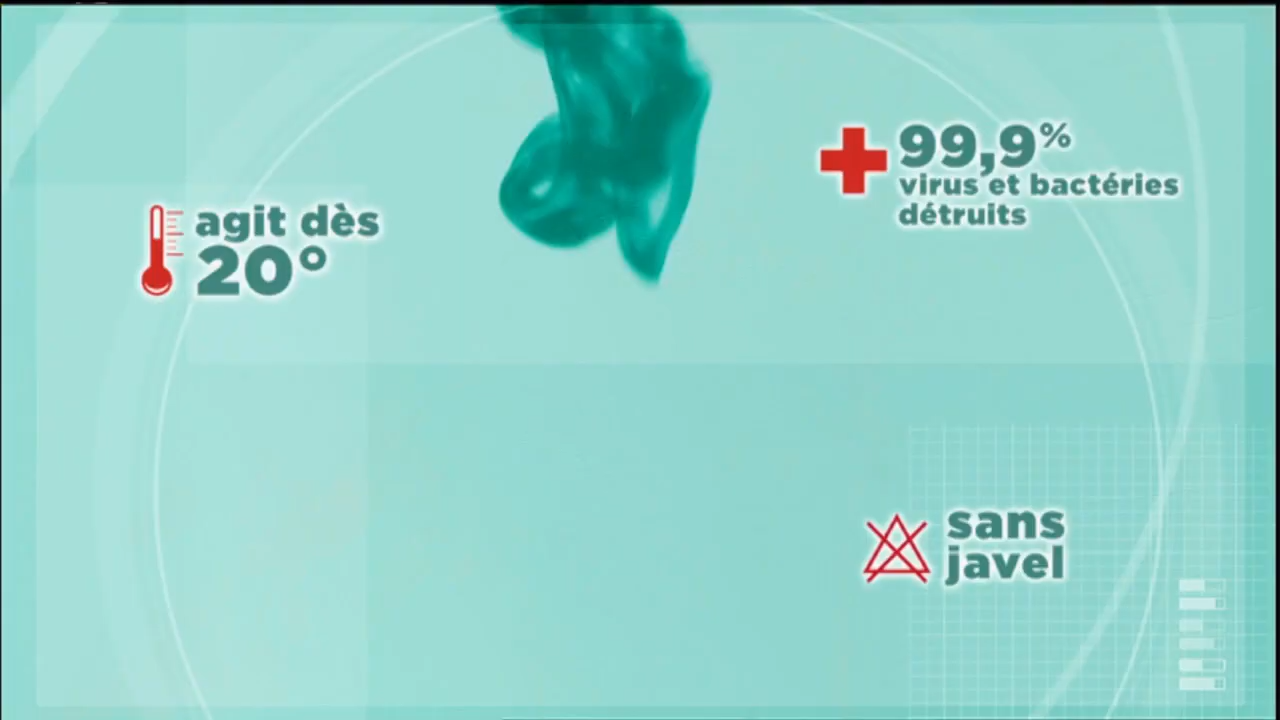 agit dès
20°
99,9%
virus et bactéries
détruits
sans
javel